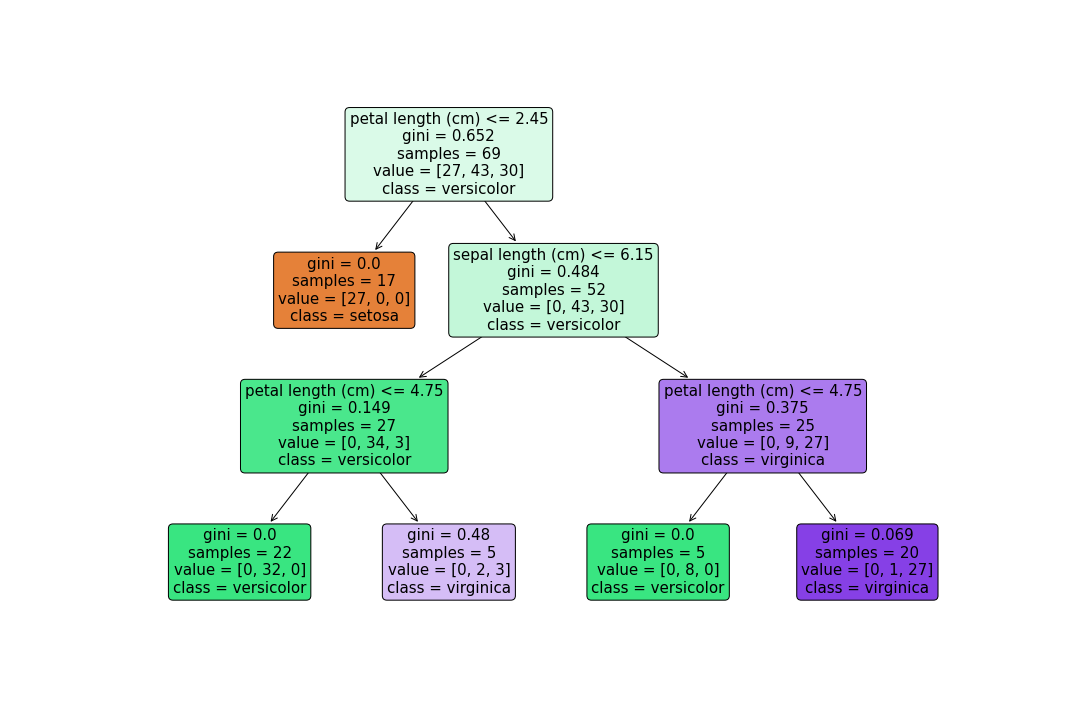 petal length (cm) <= 2.45
gini = 0.652
samples = 69
value = [27, 43, 30]
class = versicolor
gini = 0.0
samples = 17
value = [27, 0, 0]
class = setosa
sepal length (cm) <= 6.15
gini = 0.484
samples = 52
value = [0, 43, 30]
class = versicolor
petal length (cm) <= 4.75
gini = 0.149
samples = 27
value = [0, 34, 3]
class = versicolor
petal length (cm) <= 4.75
gini = 0.375
samples = 25
value = [0, 9, 27]
class = virginica
gini = 0.0
samples = 22
value = [0, 32, 0]
class = versicolor
gini = 0.48
samples = 5
value = [0, 2, 3]
class = virginica
gini = 0.0
samples = 5
value = [0, 8, 0]
class = versicolor
gini = 0.069
samples = 20
value = [0, 1, 27]
class = virginica